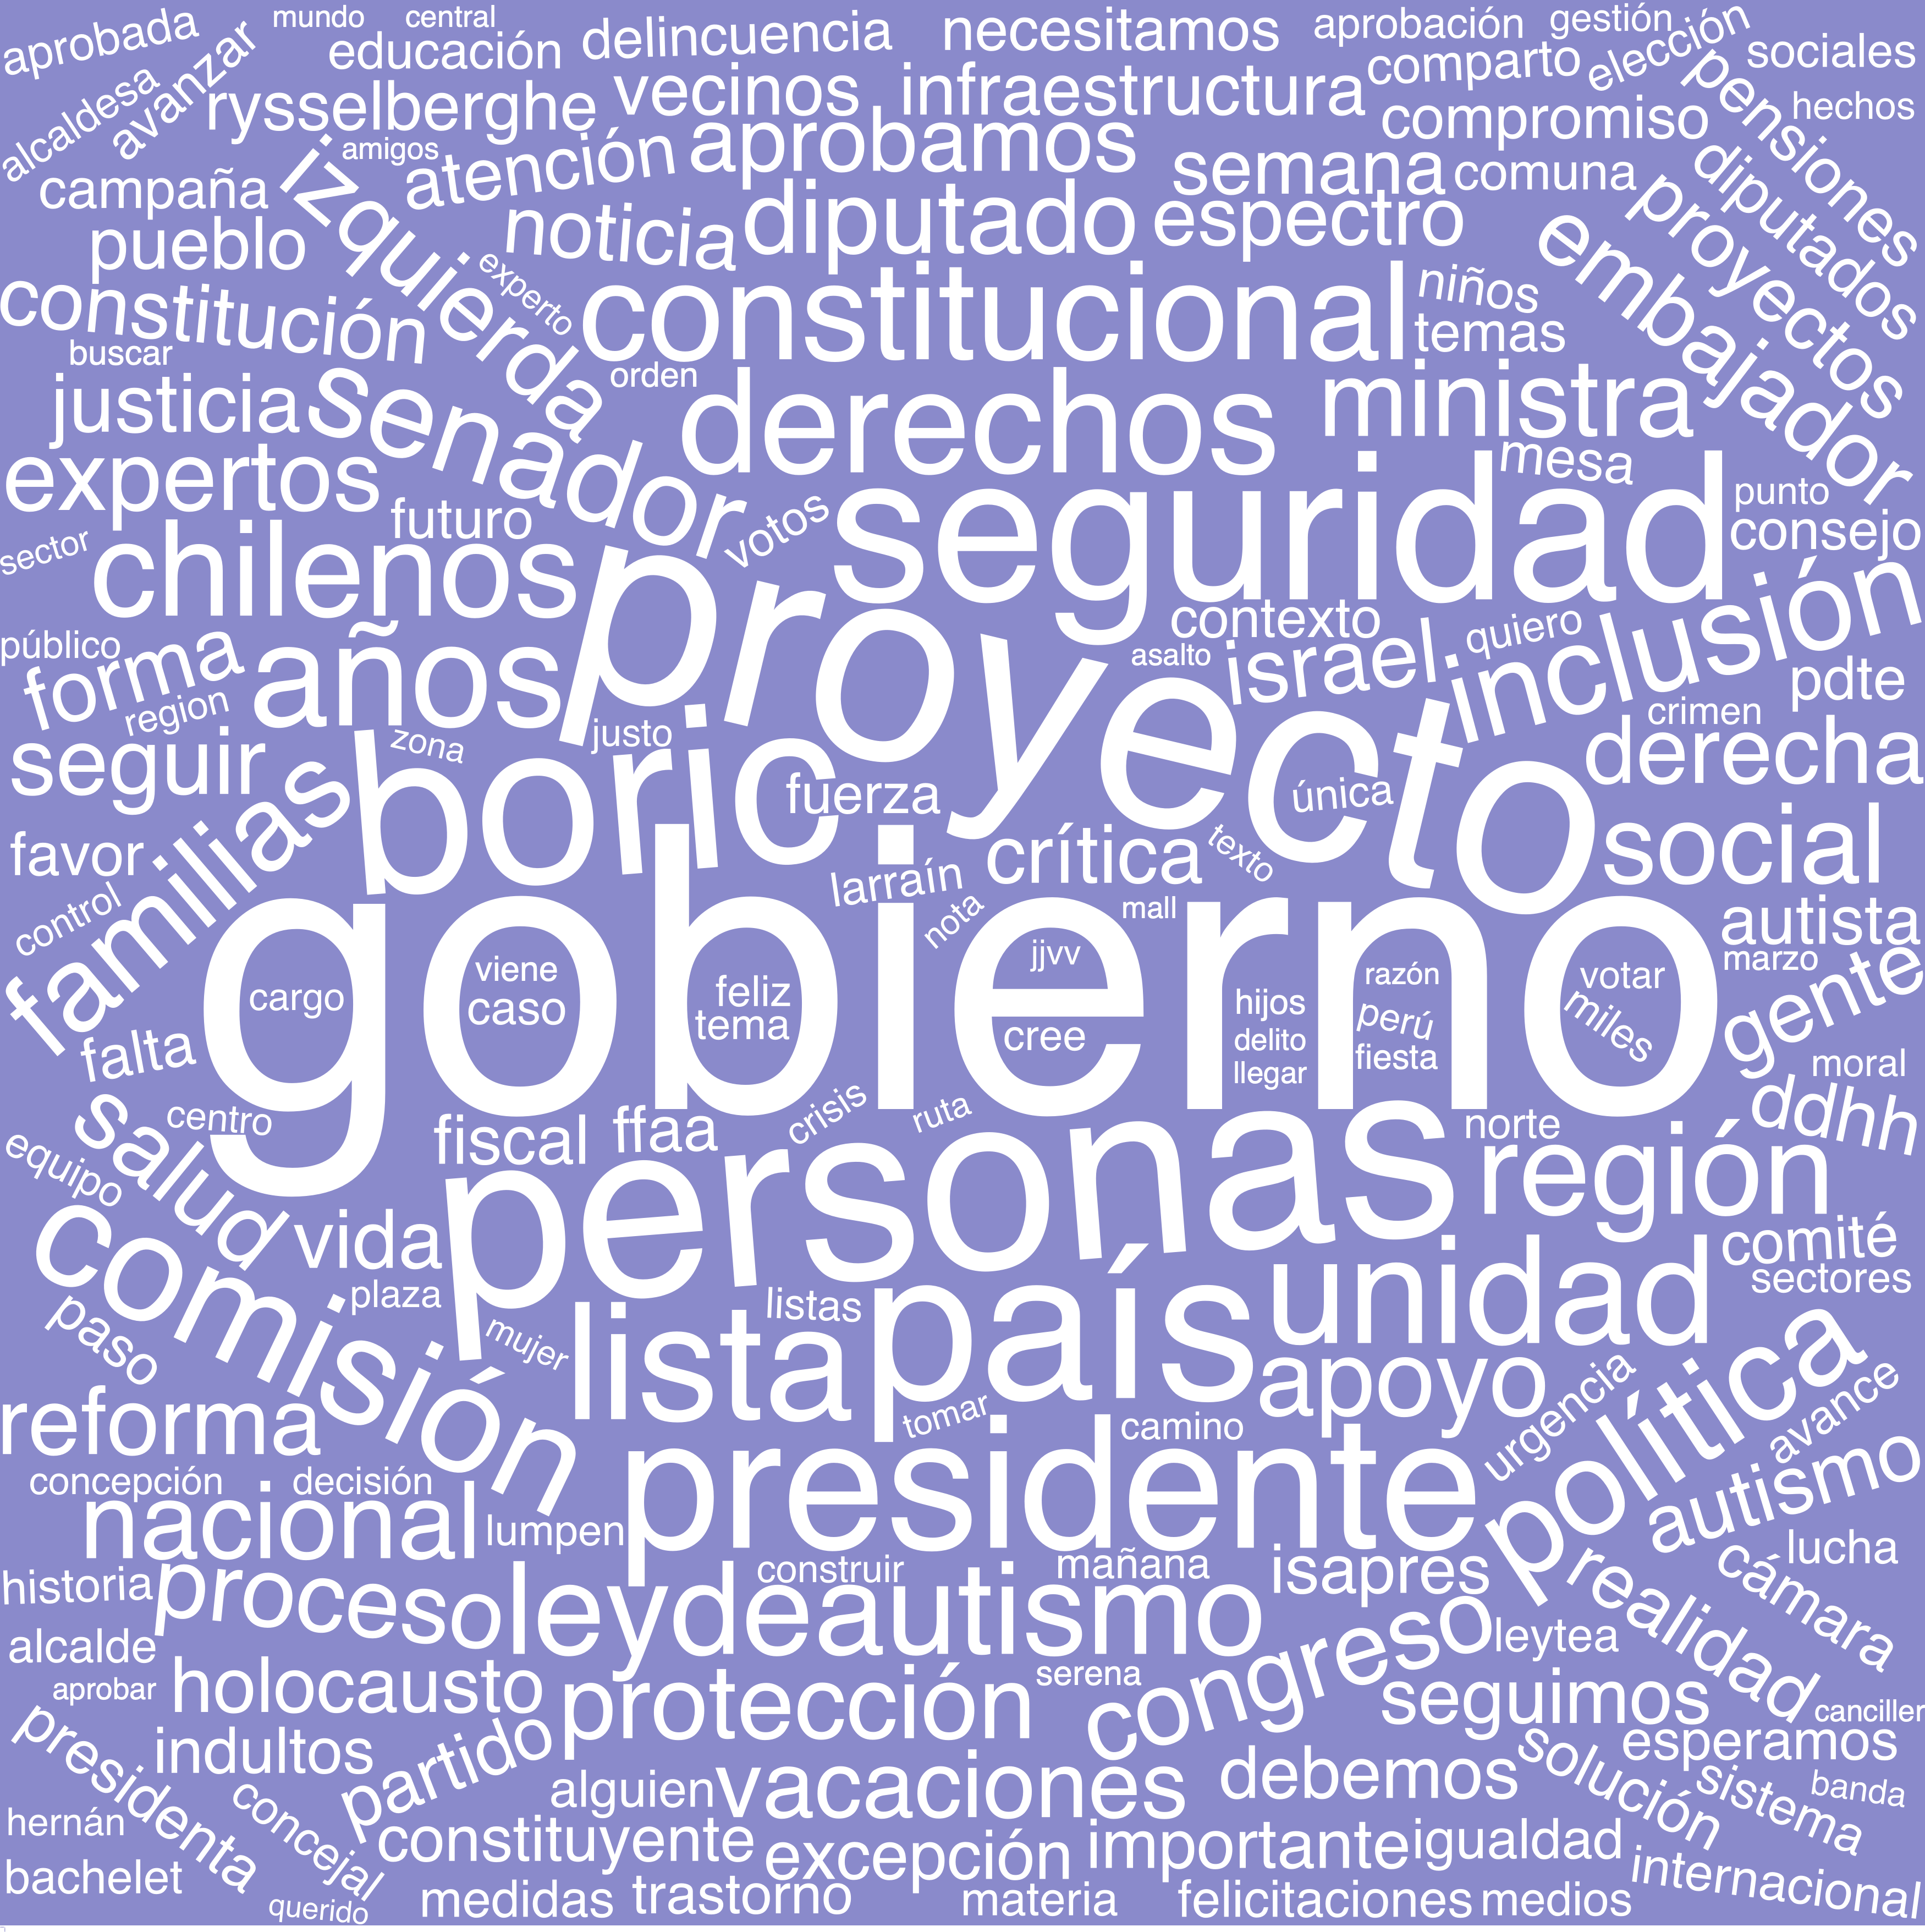 aprobada
mundo
central
educación
delincuencia
necesitamos
aprobación
gestión
elección
sociales
alcaldesa
avanzar
rysselberghe
vecinos
infraestructura
comparto
pensiones
hechos
amigos
compromiso
campaña
izquierda
atención
aprobamos
semana
comuna
diputados
pueblo
noticia
diputado
espectro
proyectos
experto
embajador
constitución
constitucional
niños
temas
buscar
orden
justicia
senador
derechos
ministra
mesa
expertos
futuro
votos
seguridad
punto
consejo
sector
chilenos
proyecto
contexto
quiero
inclusión
público
forma
años
asalto
israel
pdte
region
justo
crimen
seguir
zona
boric
fuerza
única
derecha
familias
favor
larraín
crítica
texto
social
control
nota
mall
autista
gobierno
jjvv
marzo
cargo
viene
caso
feliz
tema
cree
hijos
delito
llegar
razón
perú
fiesta
votar
miles
gente
falta
moral
salud
centro
fiscal
ffaa
crisis
ruta
norte
ddhh
equipo
personas
región
comisión
vida
comité
plaza
país
unidad
sectores
paso
mujer
lista
listas
apoyo
urgencia
política
reforma
tomar
camino
avance
concepción
decisión
presidente
autismo
nacional
lumpen
lucha
historia
proceso
leydeautismo
construir
mañana
isapres
realidad
cámara
alcalde
congreso
leytea
aprobar
holocausto
protección
serena
seguimos
canciller
presidenta
indultos
partido
esperamos
alguien
vacaciones
debemos
solución
sistema
banda
hernán
concejal
constituyente
excepción
importante
igualdad
bachelet
querido
medidas
trastorno
materia
felicitaciones
medios
internacional